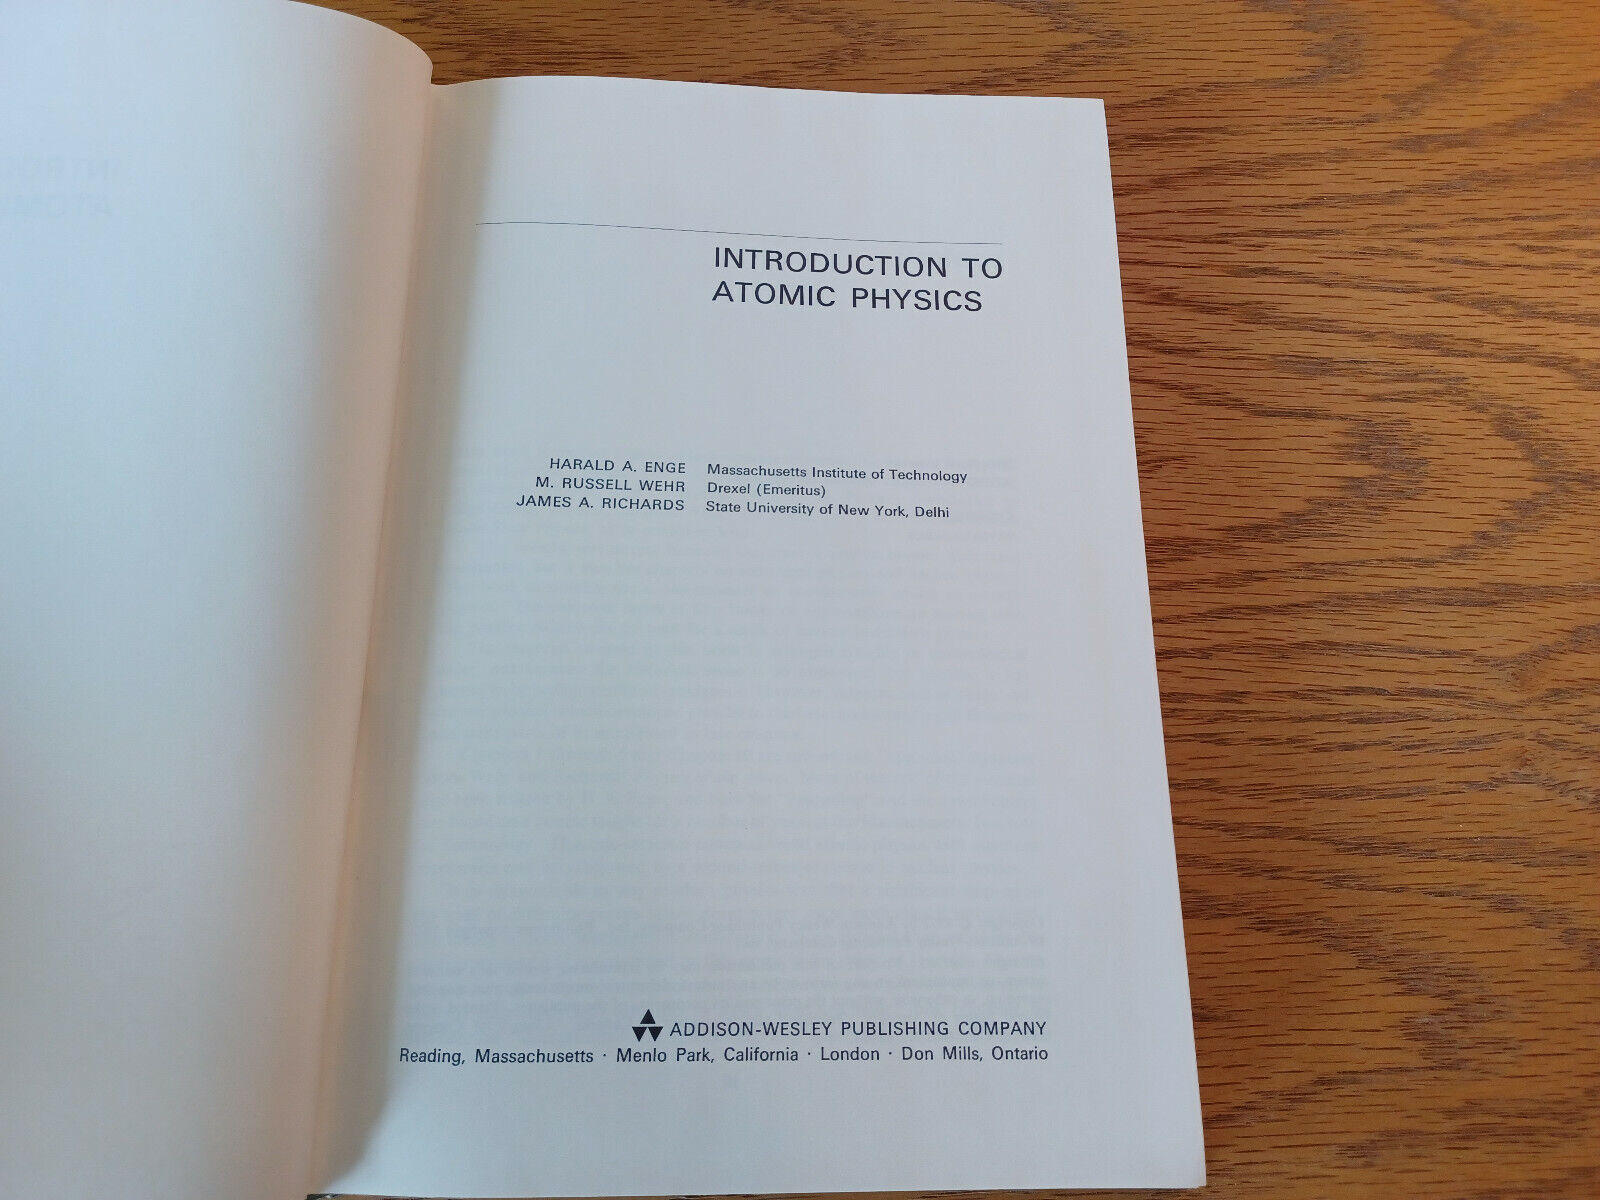 INTRODUCTION TO
ATOMIC PHYSICS
HARALD A. ENGE Massachusetts Institute of Technology
M. RUSSELL WEHR Drexel (Emeritus)
JAMES A. RICHARDS State University of New York, Delhi
ADDISON-WESLEY PUBLISHING COMPANY
Reading, Massachusetts · Menlo Park, California · London · Don Mills, Ontario